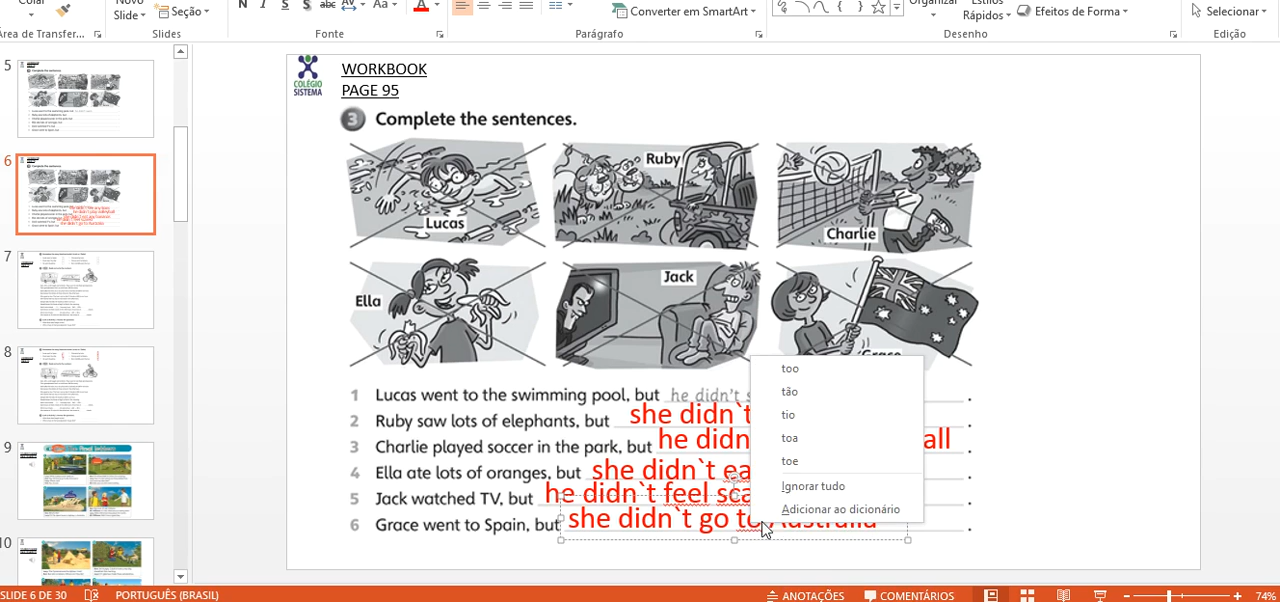 Colar
Novo
Slide
Seção
N I S S abc AV Aa A
Converter em SmartArt
Organizar
Estilos
Rápidos
Efeitos de Forma
Selecionar
Área de Transfer...
Slides
Fonte
Parágrafo
Desenho
Edição
5
6
7
8
9
10
COLÉGIO
SISTEMA
WORKBOOK
PAGE 95
3 Complete the sentences.
Lucas
Ruby
Charlie
Ella
Jack
Grace
1 Lucas went to the swimming pool, but he didn't s .
2 Ruby saw lots of elephants, but she didn`t .
3 Charlie played soccer in the park, but he didn all .
4 Ella ate lots of oranges, but she didn`t ea .
5 Jack watched TV, but he didn`t feel sca .
6 Grace went to Spain, but she didn`t go to Australia .
too
tão
tio
toa
toe
Ignorar tudo
Adicionar ao dicionário
SLIDE 6 DE 30
PORTUGUÊS (BRASIL)
ANOTAÇÕES
COMENTÁRIOS
74%